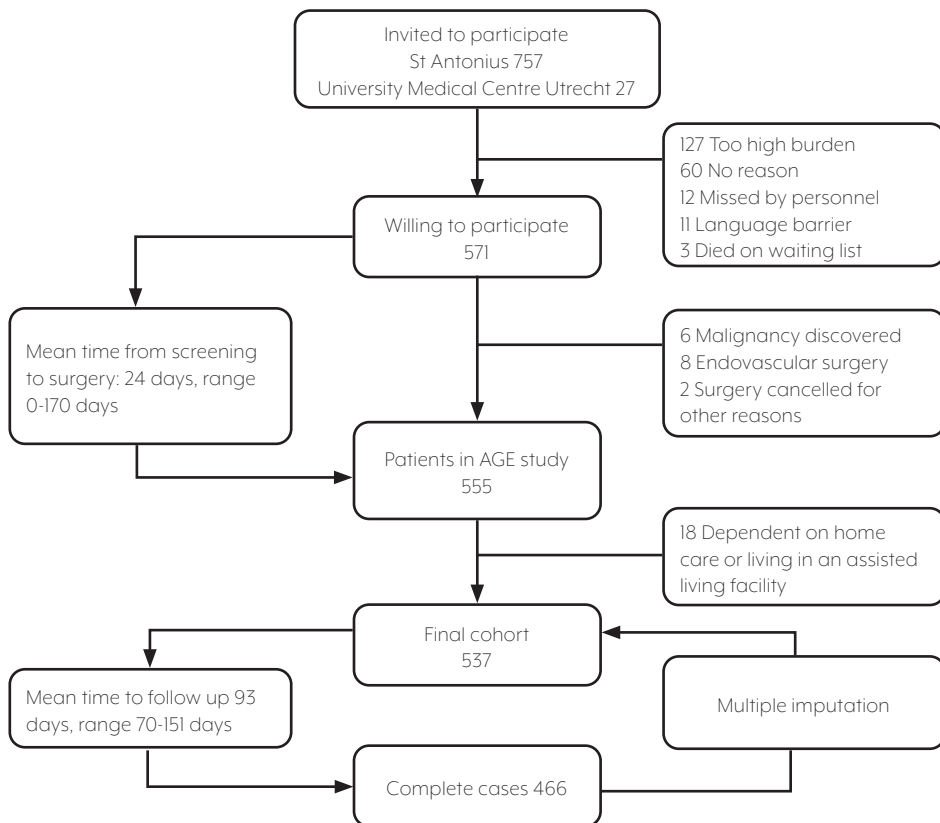 Invited to participate
St Antonius 757
University Medical Centre Utrecht 27
127 Too high burden
60 No reason
12 Missed by personnel
11 Language barrier
3 Died on waiting list
Willing to participate
571
Mean time from screening
to surgery: 24 days, range
0-170 days
6 Malignancy discovered
8 Endovascular surgery
2 Surgery cancelled for
other reasons
Patients in AGE study
555
18 Dependent on home
care or living in an assisted
living facility
Final cohort
537
Mean time to follow up 93
days, range 70-151 days
Multiple imputation
Complete cases 466